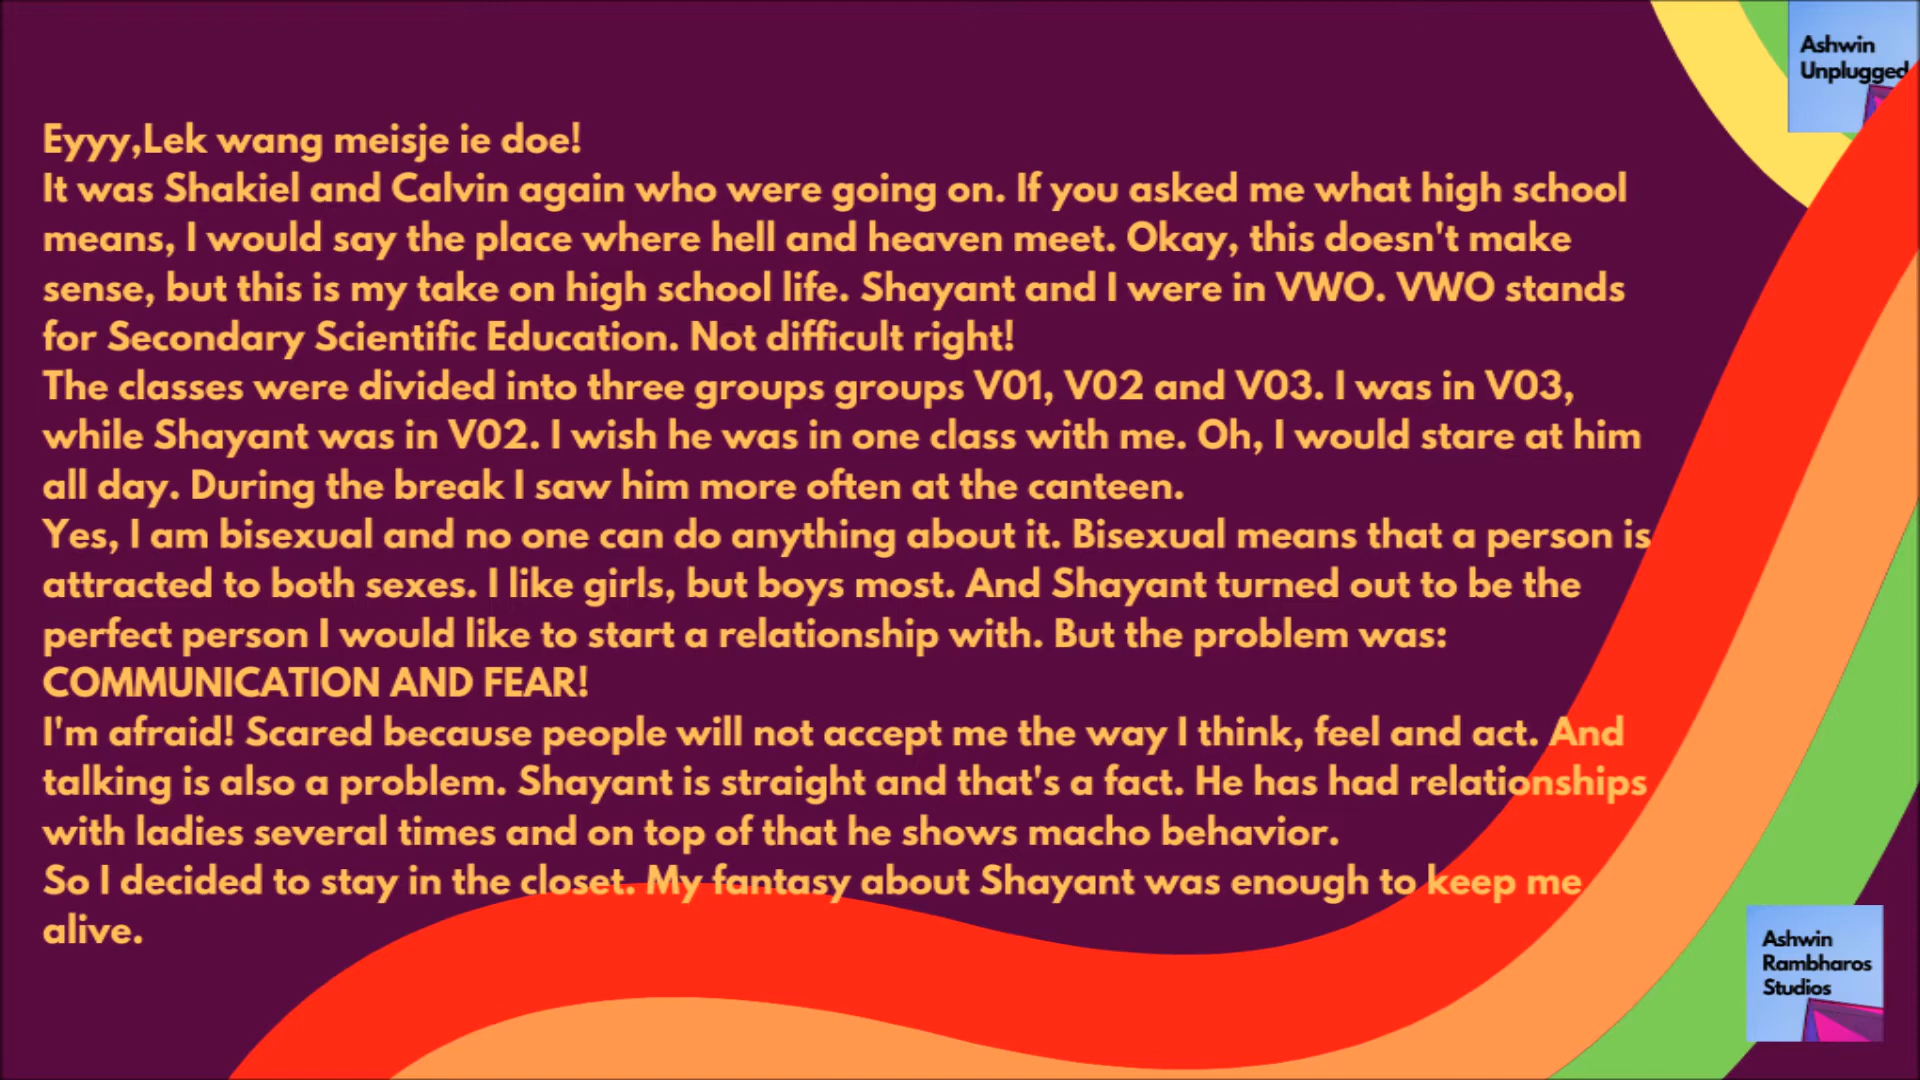 Ashwin
Unplugged
Eyyy,Lek wang meisje ie doe!
It was Shakiel and Calvin again who were going on. If you asked me what high school
means, I would say the place where hell and heaven meet. Okay, this doesn't make
sense, but this is my take on high school life. Shayant and I were in VWO. VWO stands
for Secondary Scientific Education. Not difficult right!
The classes were divided into three groups groups V01, V02 and V03. I was in V03,
while Shayant was in V02. I wish he was in one class with me. Oh, I would stare at him
all day. During the break I saw him more often at the canteen.
Yes, I am bisexual and no one can do anything about it. Bisexual means that a person is
attracted to both sexes. I like girls, but boys most. And Shayant turned out to be the
perfect person I would like to start a relationship with. But the problem was:
COMMUNICATION AND FEAR!
I'm afraid! Scared because people will not accept me the way I think, feel and act. And
talking is also a problem. Shayant is straight and that's a fact. He has had relationships
with ladies several times and on top of that he shows macho behavior.
So I decided to stay in the closet. My fantasy about Shayant was enough to keep me
alive.
Ashwin
Rambharos
Studios